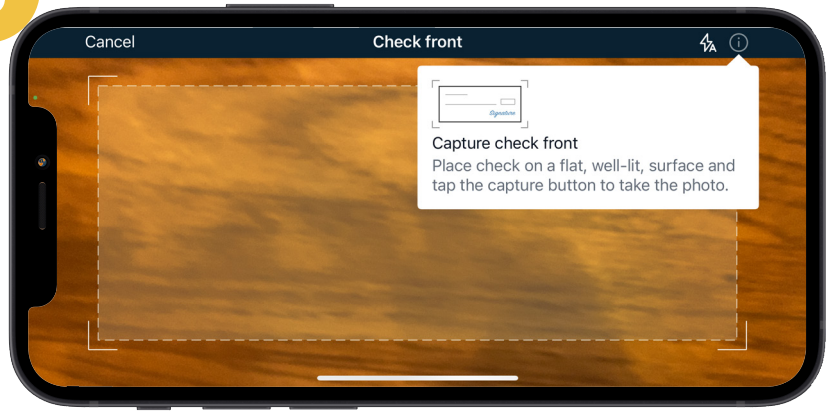 Cancel
Check front
Signature
Capture check front
Place check on a flat, well-lit, surface and
tap the capture button to take the photo.